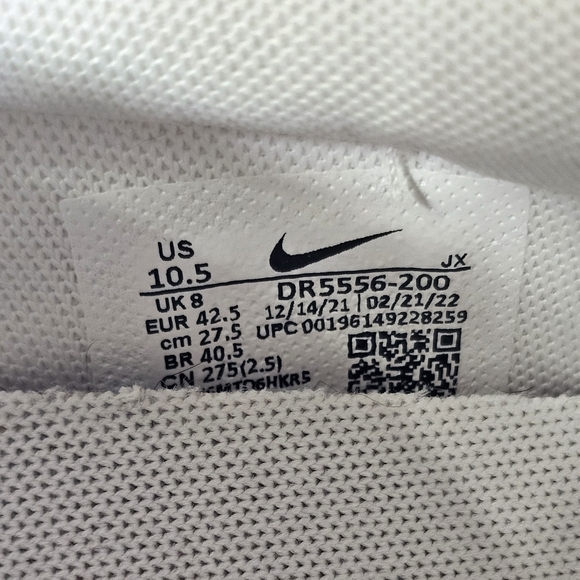 US
10.5
JX
UK 8
DR5556-200
EUR 42.5
12/14/21 | 02/21/22
cm 27.5
UPC 00196149228259
BR 40.5
CN 275(2.5)